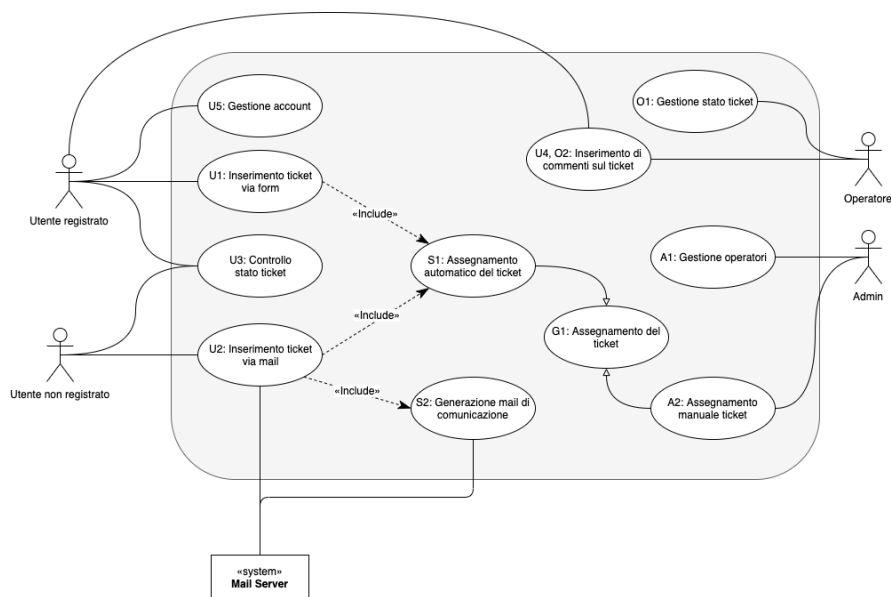 U5: Gestione account
O1: Gestione stato ticket
U4, O2: Inserimento di
commenti sul ticket
U1: Inserimento ticket
via form
Utente registrato
Operatore
«Include»
U3: Controllo
stato ticket
S1: Assegnamento
automatico del ticket
A1: Gestione operatori
Admin
«Include»
G1: Assegnamento del
ticket
U2: Inserimento ticket
via mail
Utente non registrato
«Include»
S2: Generazione mail di
comunicazione
A2: Assegnamento
manuale ticket
«system»
Mail Server